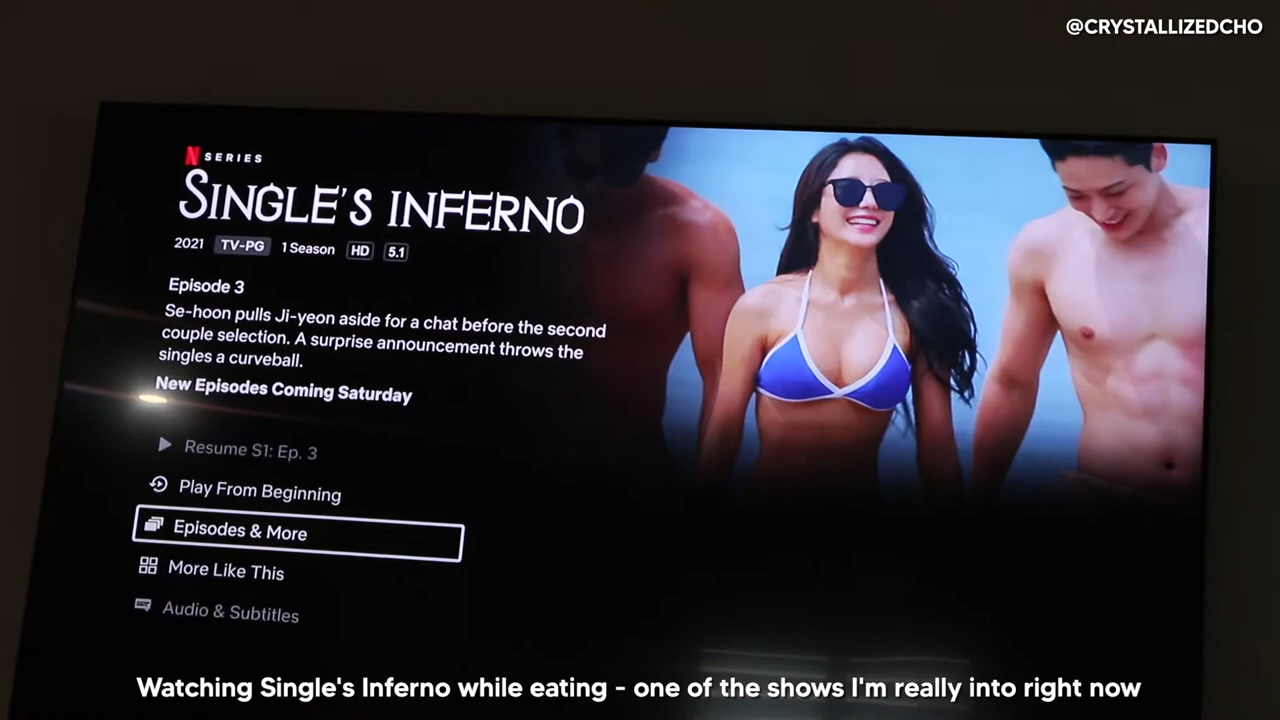 @CRYSTALLIZEDCHO
N SERIES
SINGLE'S INFERNO
2021 TV-PG 1 Season HD 5.1
Episode 3
Se-hoon pulls Ji-yeon aside for a chat before the second
couple selection. A surprise announcement throws the
singles a curveball.
New Episodes Coming Saturday
Resume S1: Ep. 3
Play From Beginning
Episodes & More
More Like This
Audio & Subtitles
Watching Single's Inferno while eating - one of the shows I'm really into right now